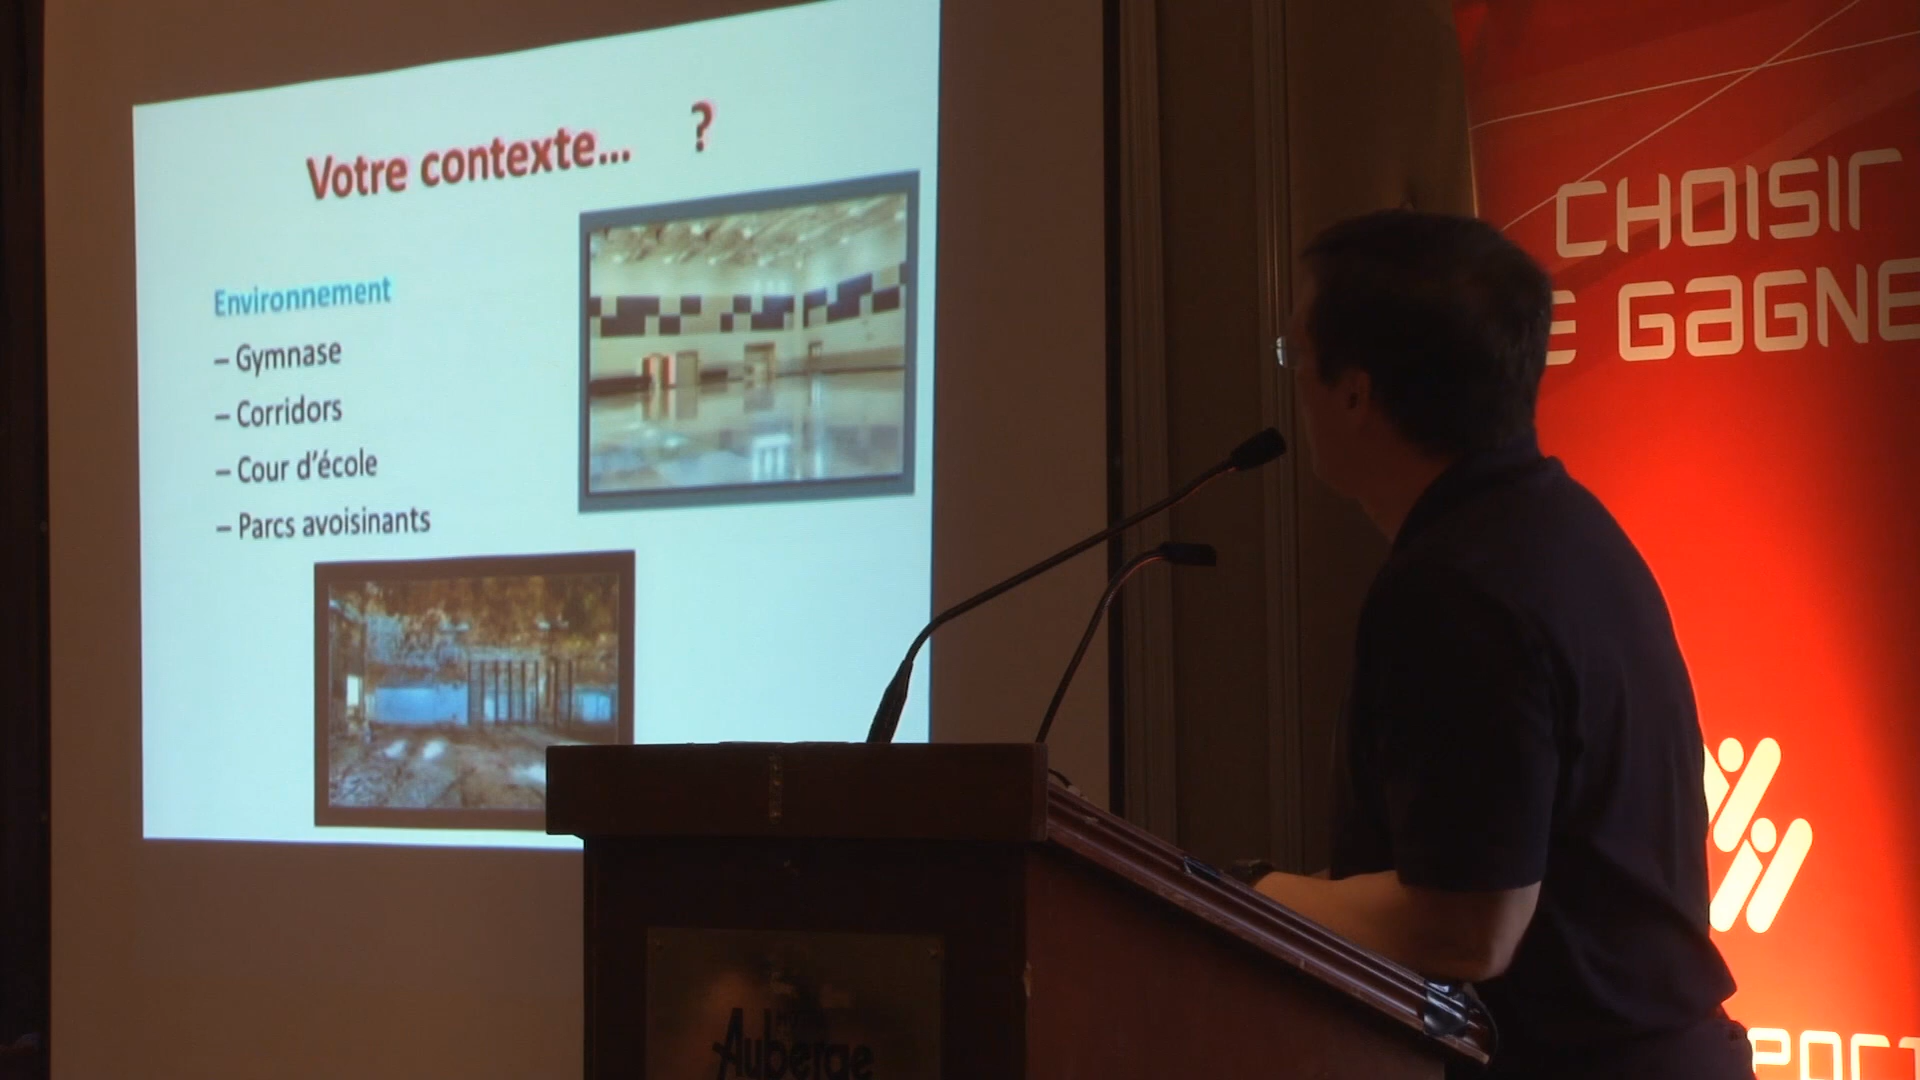 Votre contexte... ?
Environnement
– Gymnase
– Corridors
– Cour d'école
– Parcs avoisinants
CHOISIR
E GAGNE
Auberge